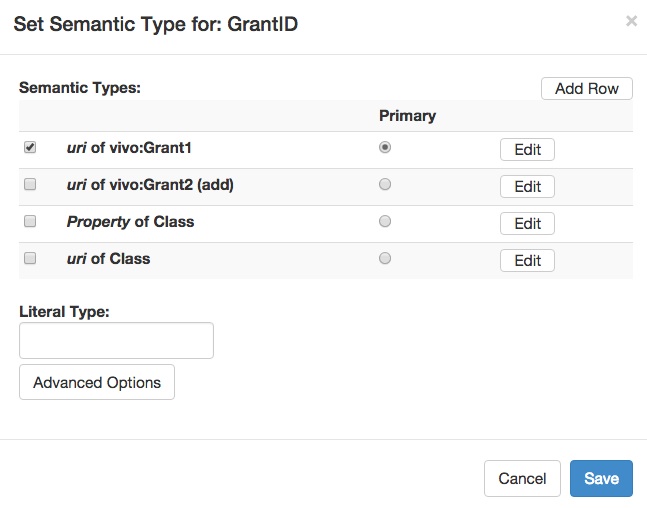 Set Semantic Type for: GrantID ×
Semantic Types: Add Row
Primary
uri of vivo:Grant1 Edit
uri of vivo:Grant2 (add) Edit
Property of Class Edit
uri of Class Edit
Literal Type:
Advanced Options
Cancel Save